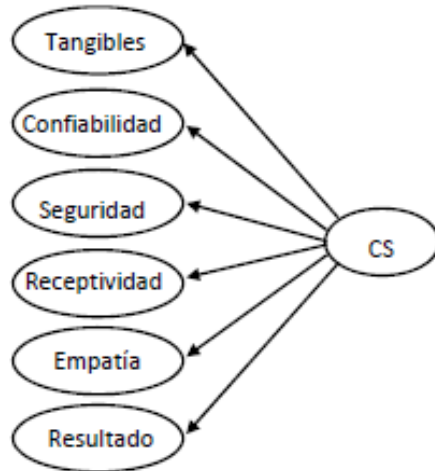 Tangibles
Confiabilidad
Seguridad
CS
Receptividad
Empatía
Resultado